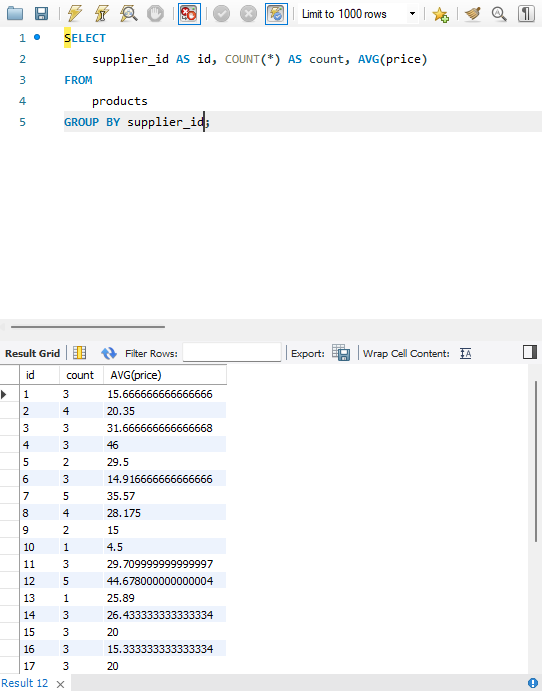 Limit to 1000 rows
1 SELECT
2 supplier_id AS id, COUNT(*) AS count, AVG(price)
3 FROM
4 products
5 GROUP BY supplier_id;
Result Grid Filter Rows: Export: Wrap Cell Content:
id count AVG(price)
1 3 15.666666666666666
2 4 20.35
3 3 31.666666666666668
4 3 46
5 2 29.5
6 3 14.916666666666666
7 5 35.57
8 4 28.175
9 2 15
10 1 4.5
11 3 29.709999999999997
12 5 44.678000000000004
13 1 25.89
14 3 26.433333333333334
15 3 20
16 3 15.333333333333334
17 3 20
Result 12